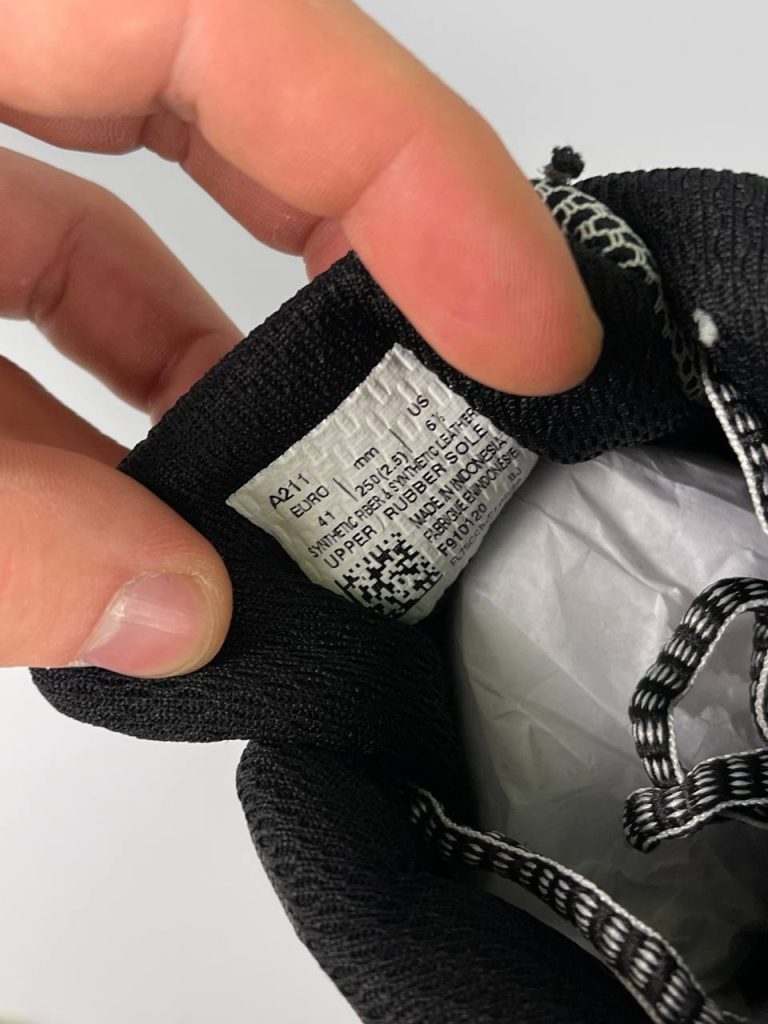 A211
EURO | mm | US
41 | 250(2.5) | 6½
SYNTHETIC FIBER & SYNTHETIC LEATHER
UPPER / RUBBER SOLE
MADE IN INDONESIA
FABRIQUÉ EN INDONÉSIE
F910120 BJ